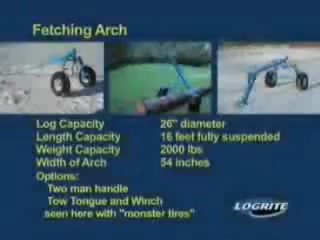 Fetching Arch
Log Capacity 26" diameter
Length Capacity 16 feet fully suspended
Weight Capacity 2000 lbs
Width of Arch 54 inches
Options:
Two man handle
Tow Tongue and Winch
seen here with "monster tires"
LOGRITE